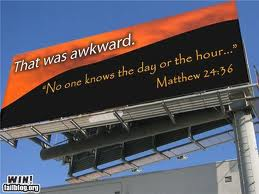 That was awkward.
“No one knows the day or the hour...”
Matthew 24:36
WIN!
failblog.org